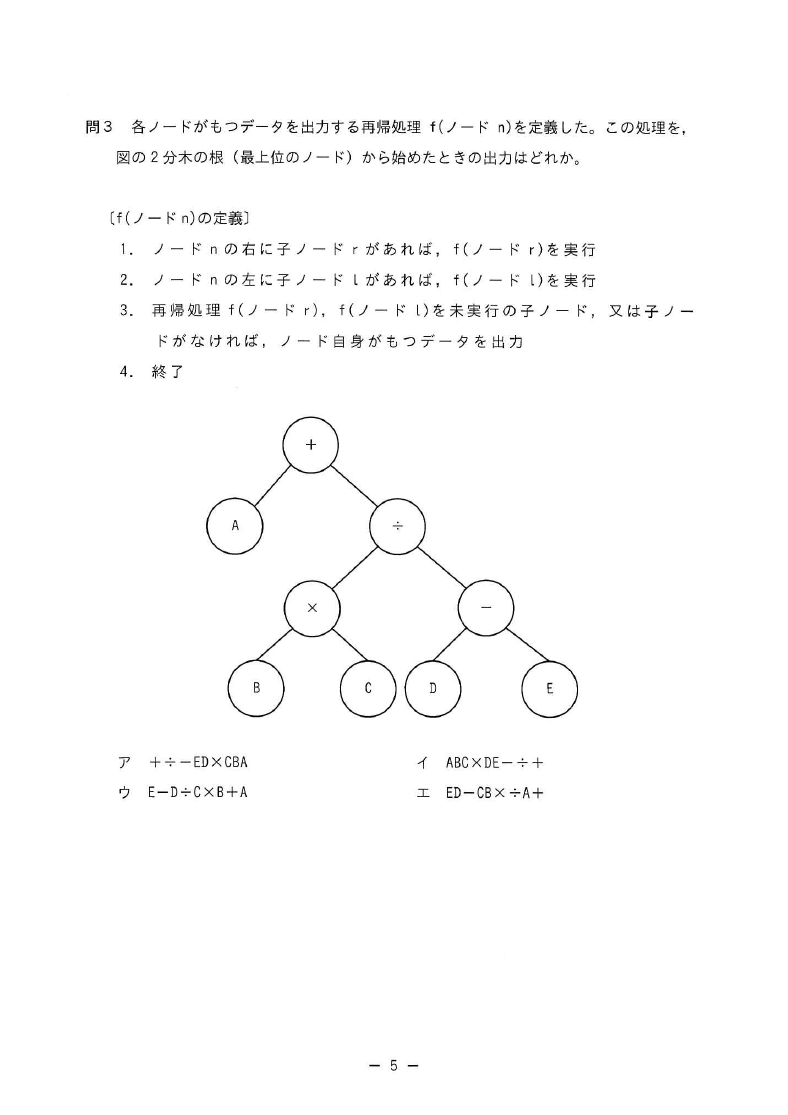 問3 各ノードがもつデータを出力する再帰処理 f(ノード n)を定義した。この処理を,
図の2分木の根（最上位のノード）から始めたときの出力はどれか。
〔f(ノード n)の定義〕
1. ノード n の右に子ノード r があれば, f(ノード r)を実行
2. ノード n の左に子ノード l があれば, f(ノード l)を実行
3. 再帰処理 f(ノード r), f(ノード l)を未実行の子ノード, 又は子ノー
ドがなければ, ノード自身がもつデータを出力
4. 終了
+
A
÷
×
−
B
C
D
E
ア +÷−ED×CBA
イ ABC×DE−÷+
ウ E−D÷C×B+A
エ ED−CB×÷A+
− 5 −